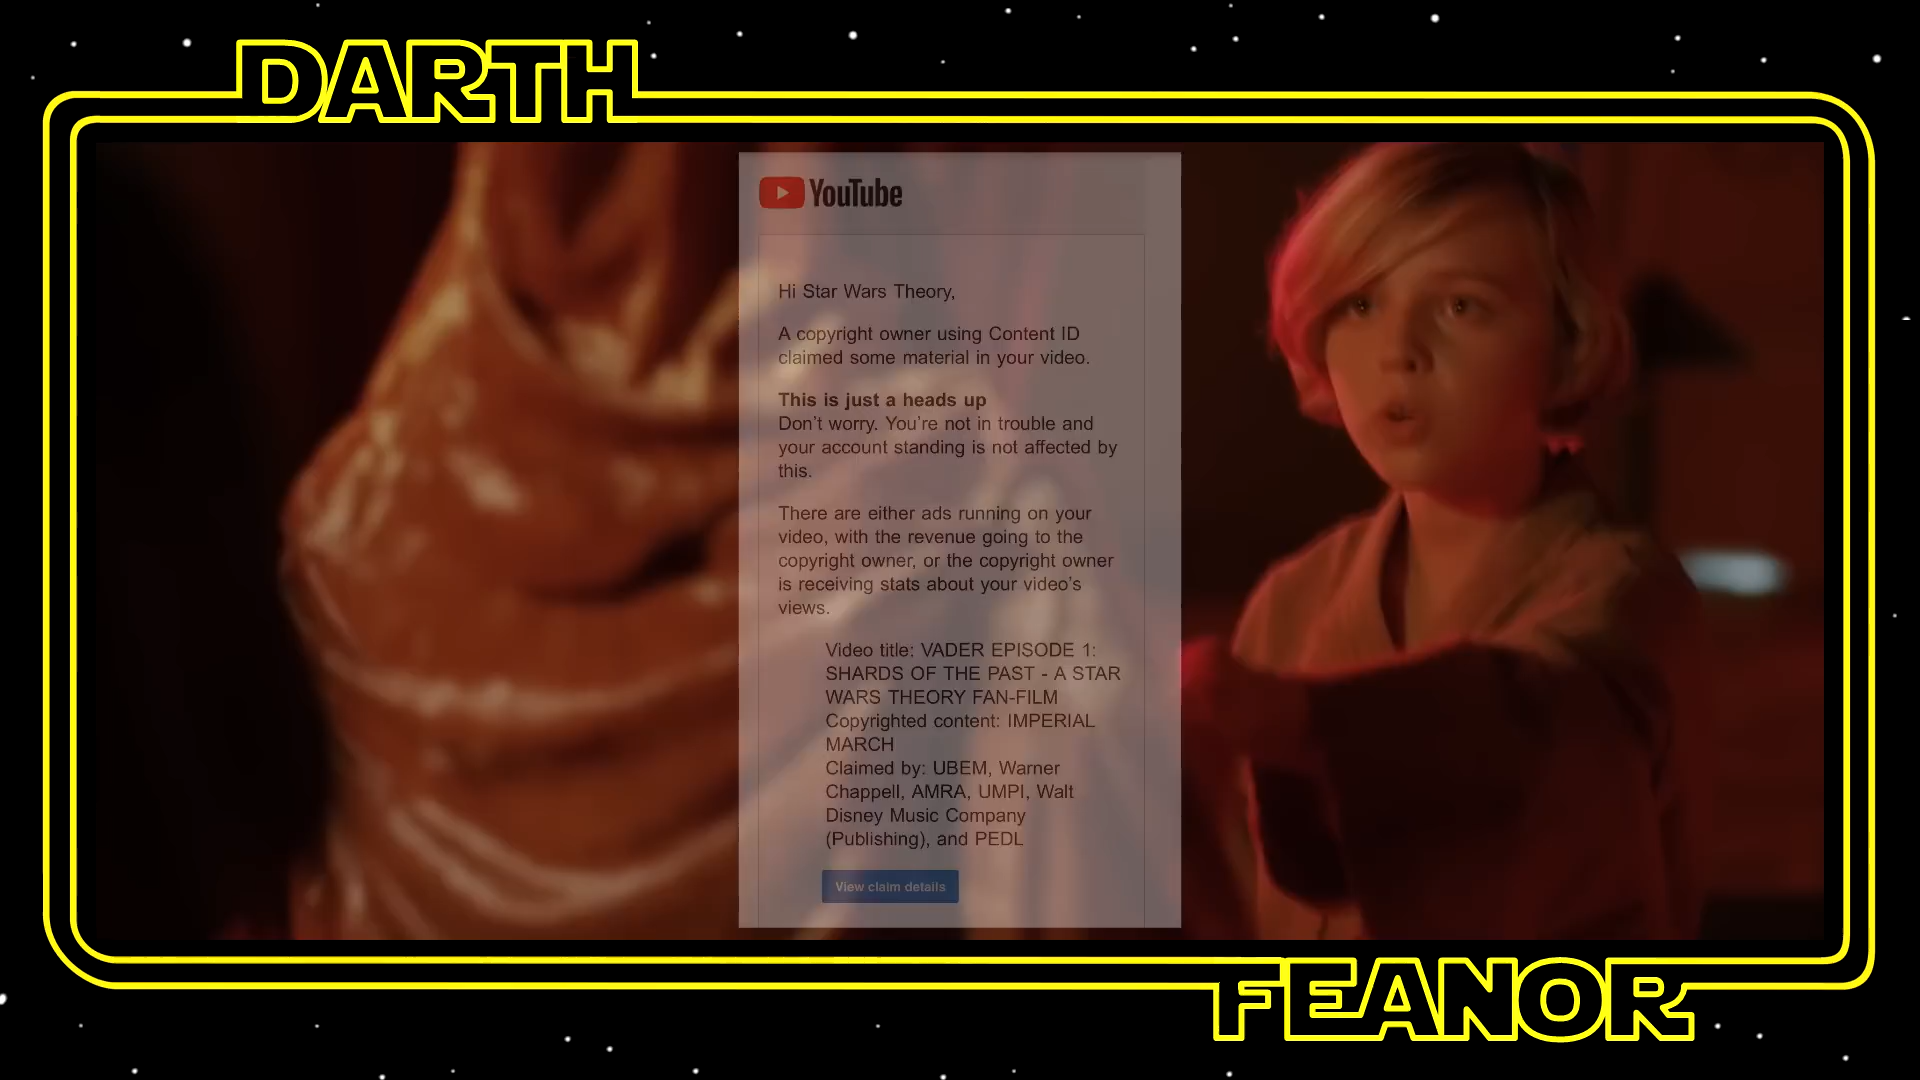 DARTH
YouTube
Hi Star Wars Theory,
A copyright owner using Content ID
claimed some material in your video.
This is just a heads up
Don't worry. You're not in trouble and
your account standing is not affected by
this.
There are either ads running on your
video, with the revenue going to the
copyright owner, or the copyright owner
is receiving stats about your video's
views.
Video title: VADER EPISODE 1:
SHARDS OF THE PAST - A STAR
WARS THEORY FAN-FILM
Copyrighted content: IMPERIAL
MARCH
Claimed by: UBEM, Warner
Chappell, AMRA, UMPI, Walt
Disney Music Company
(Publishing), and PEDL
View claim details
FEANOR